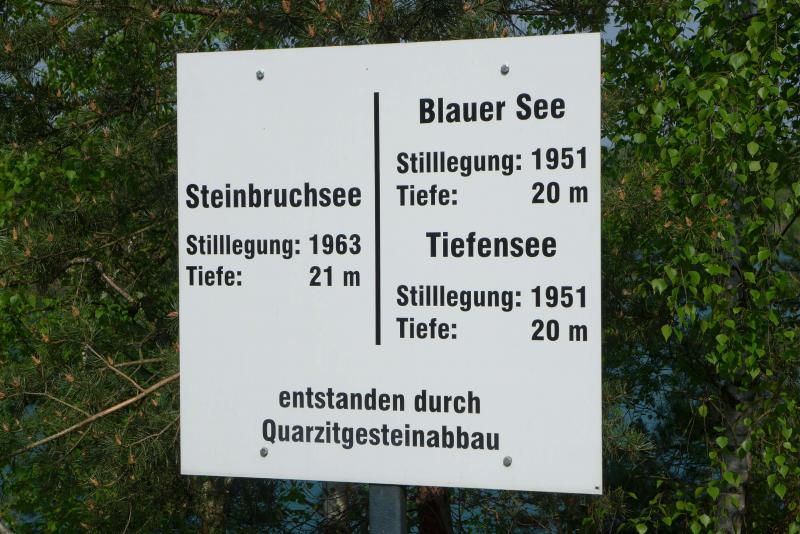 Steinbruchsee
Stilllegung: 1963
Tiefe: 21 m
Blauer See
Stilllegung: 1951
Tiefe: 20 m
Tiefensee
Stilllegung: 1951
Tiefe: 20 m
entstanden durch
Quarzitgesteinabbau